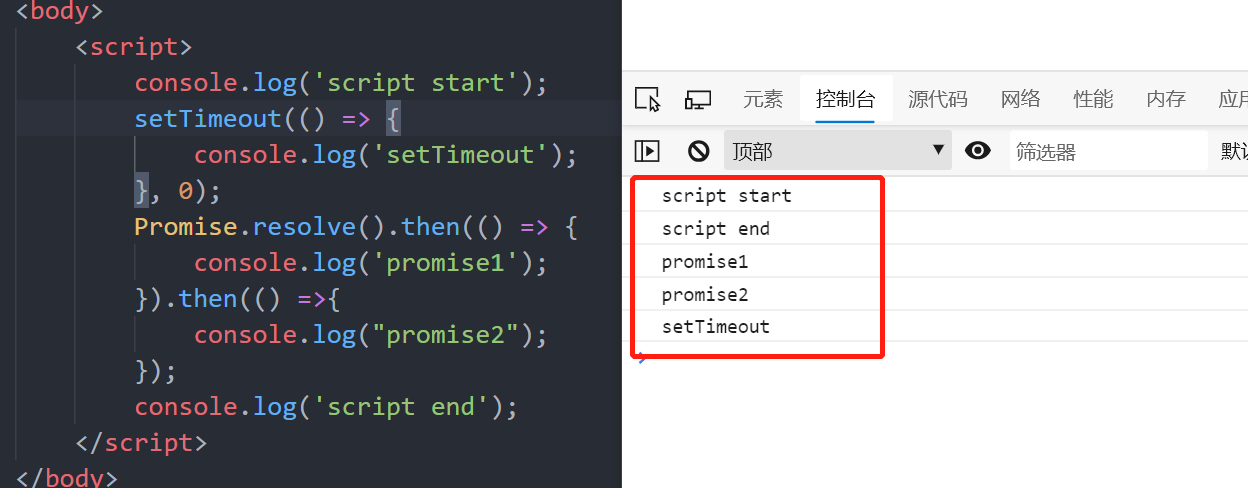 <body>
<script>
console.log('script start');
setTimeout(() => {
console.log('setTimeout');
}, 0);
Promise.resolve().then(() => {
console.log('promise1');
}).then(() =>{
console.log("promise2");
});
console.log('script end');
</script>
</body>
元素 控制台 源代码 网络 性能 内存 应用
顶部 筛选器 默认
script start
script end
promise1
promise2
setTimeout